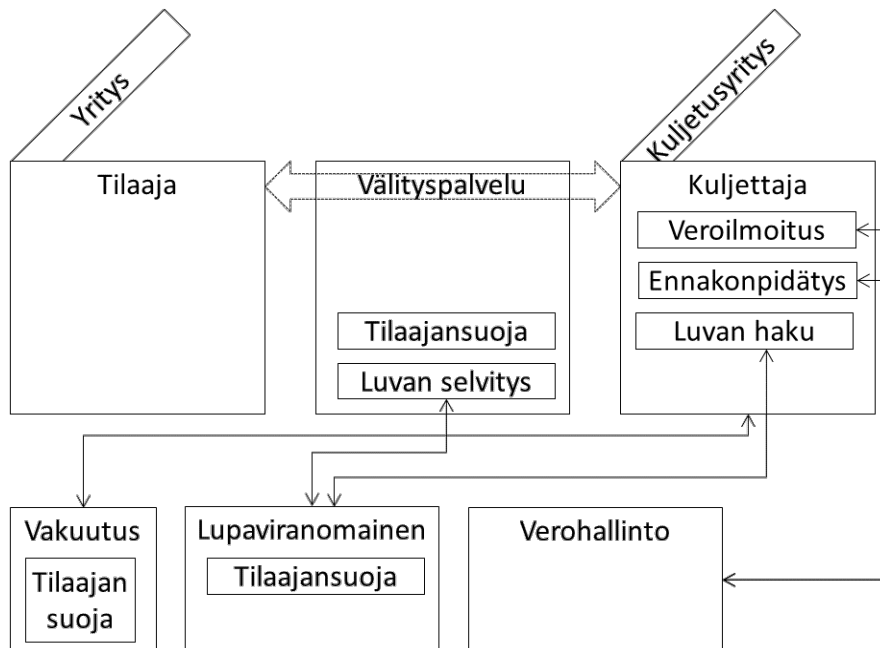 Yritys
Kuljetusyritys
Tilaaja
Välityspalvelu
Kuljettaja
Veroilmoitus
Ennakonpidätys
Tilaajansuoja
Luvan haku
Luvan selvitys
Vakuutus
Lupaviranomainen
Verohallinto
Tilaajan
suoja
Tilaajansuoja